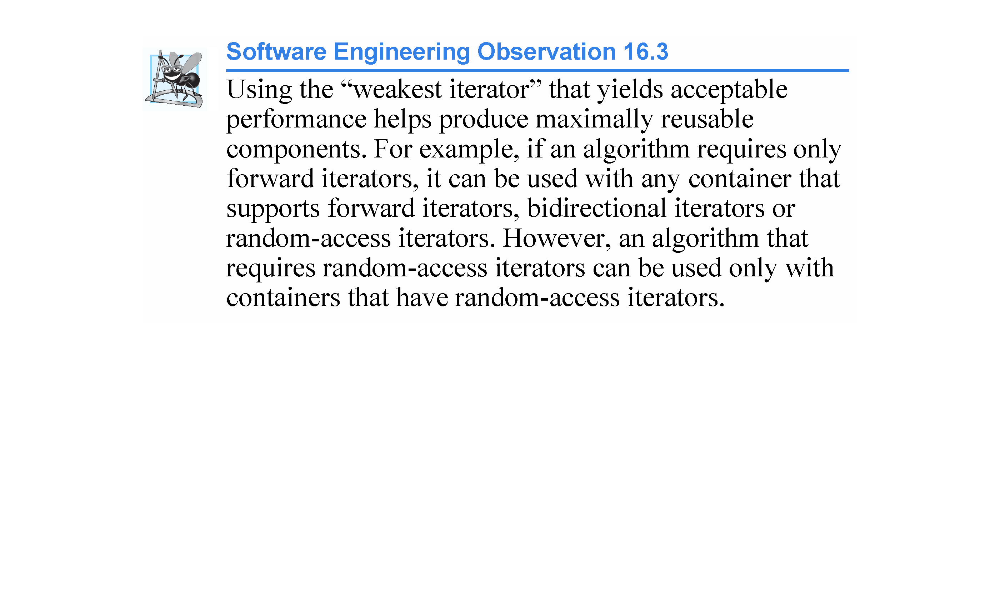 Software Engineering Observation 16.3
Using the “weakest iterator” that yields acceptable
performance helps produce maximally reusable
components. For example, if an algorithm requires only
forward iterators, it can be used with any container that
supports forward iterators, bidirectional iterators or
random-access iterators. However, an algorithm that
requires random-access iterators can be used only with
containers that have random-access iterators.